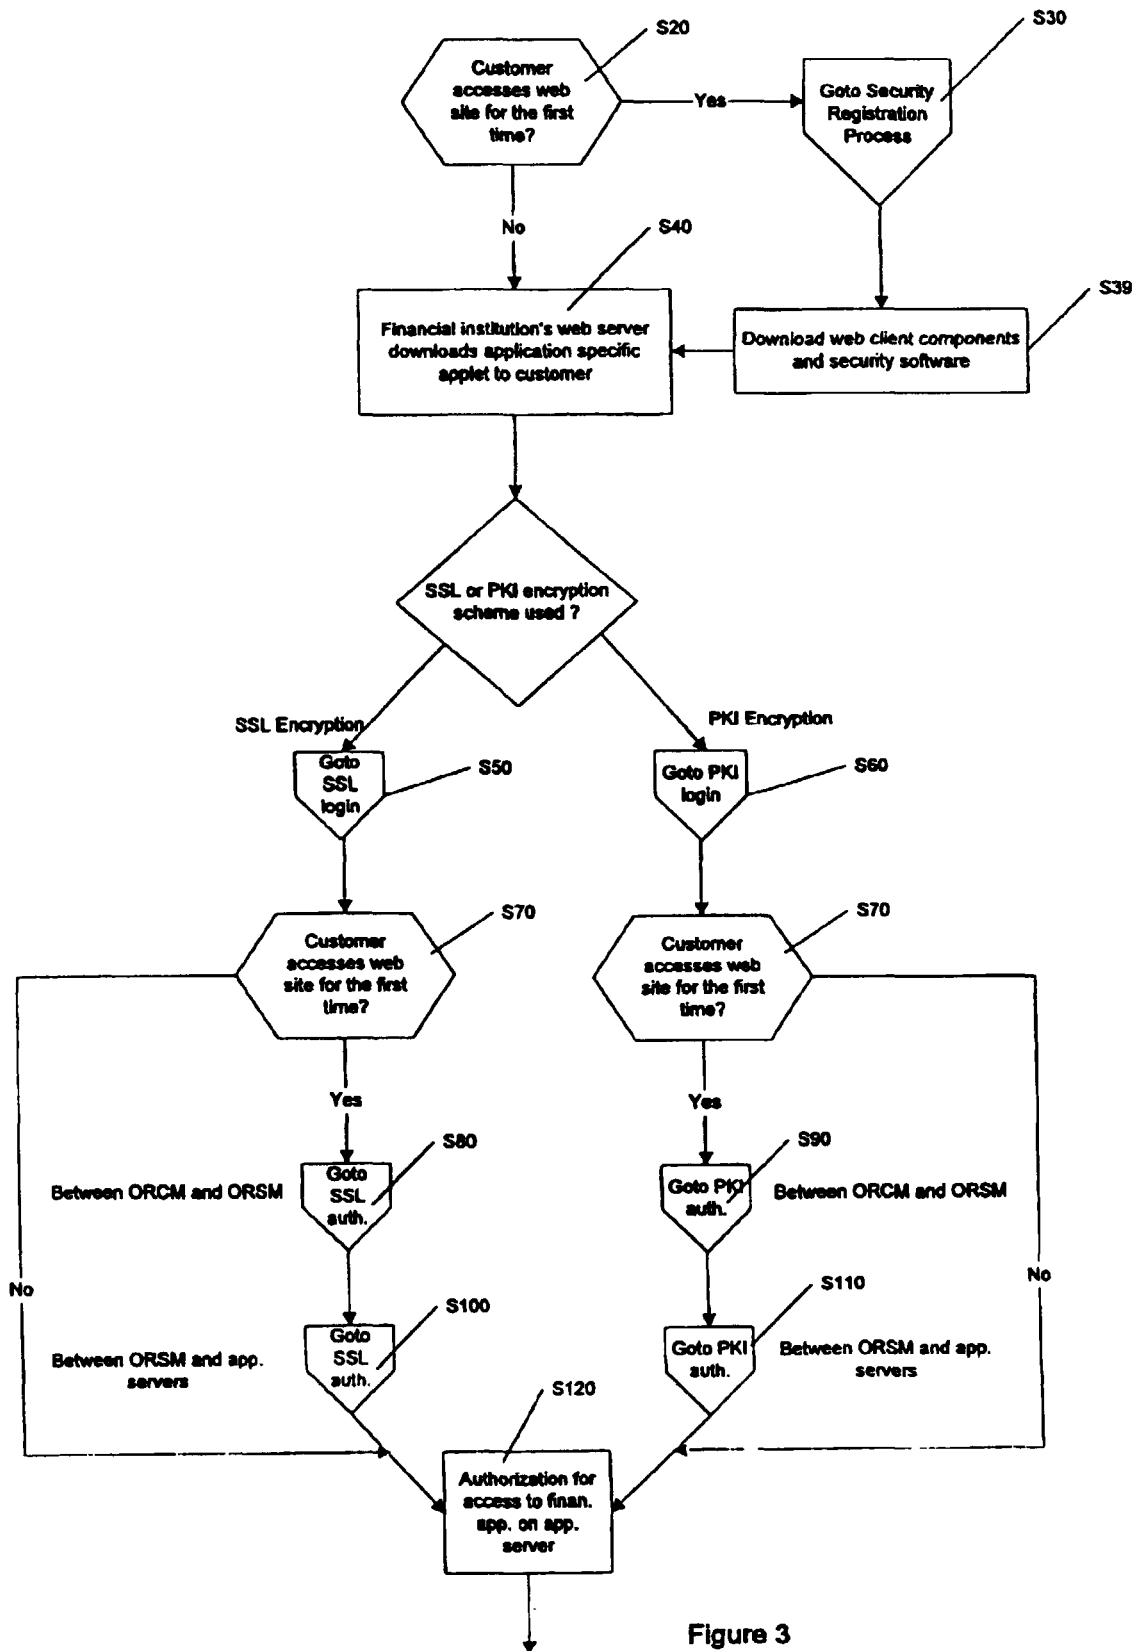 S20
S30
Customer
accesses web
site for the first
time?
Yes
Goto Security
Registration
Process
No
S40
S39
Financial institution's web server
downloads application specific
applet to customer
Download web client components
and security software
SSL or PKI encryption
scheme used ?
SSL Encryption
PKI Encryption
Goto
SSL
login
S50
Goto PKI
login
S60
S70
S70
Customer
accesses web
site for the first
time?
Customer
accesses web
site for the first
time?
Yes
Yes
S80
S90
Between ORCM and ORSM
Goto
SSL
auth.
Goto PKI
auth.
Between ORCM and ORSM
No
No
S100
S110
Between ORSM and app.
servers
Goto
SSL
auth.
Goto PKI
auth.
Between ORSM and app.
servers
S120
Authorization for
access to finan.
app. on app.
server
Figure 3